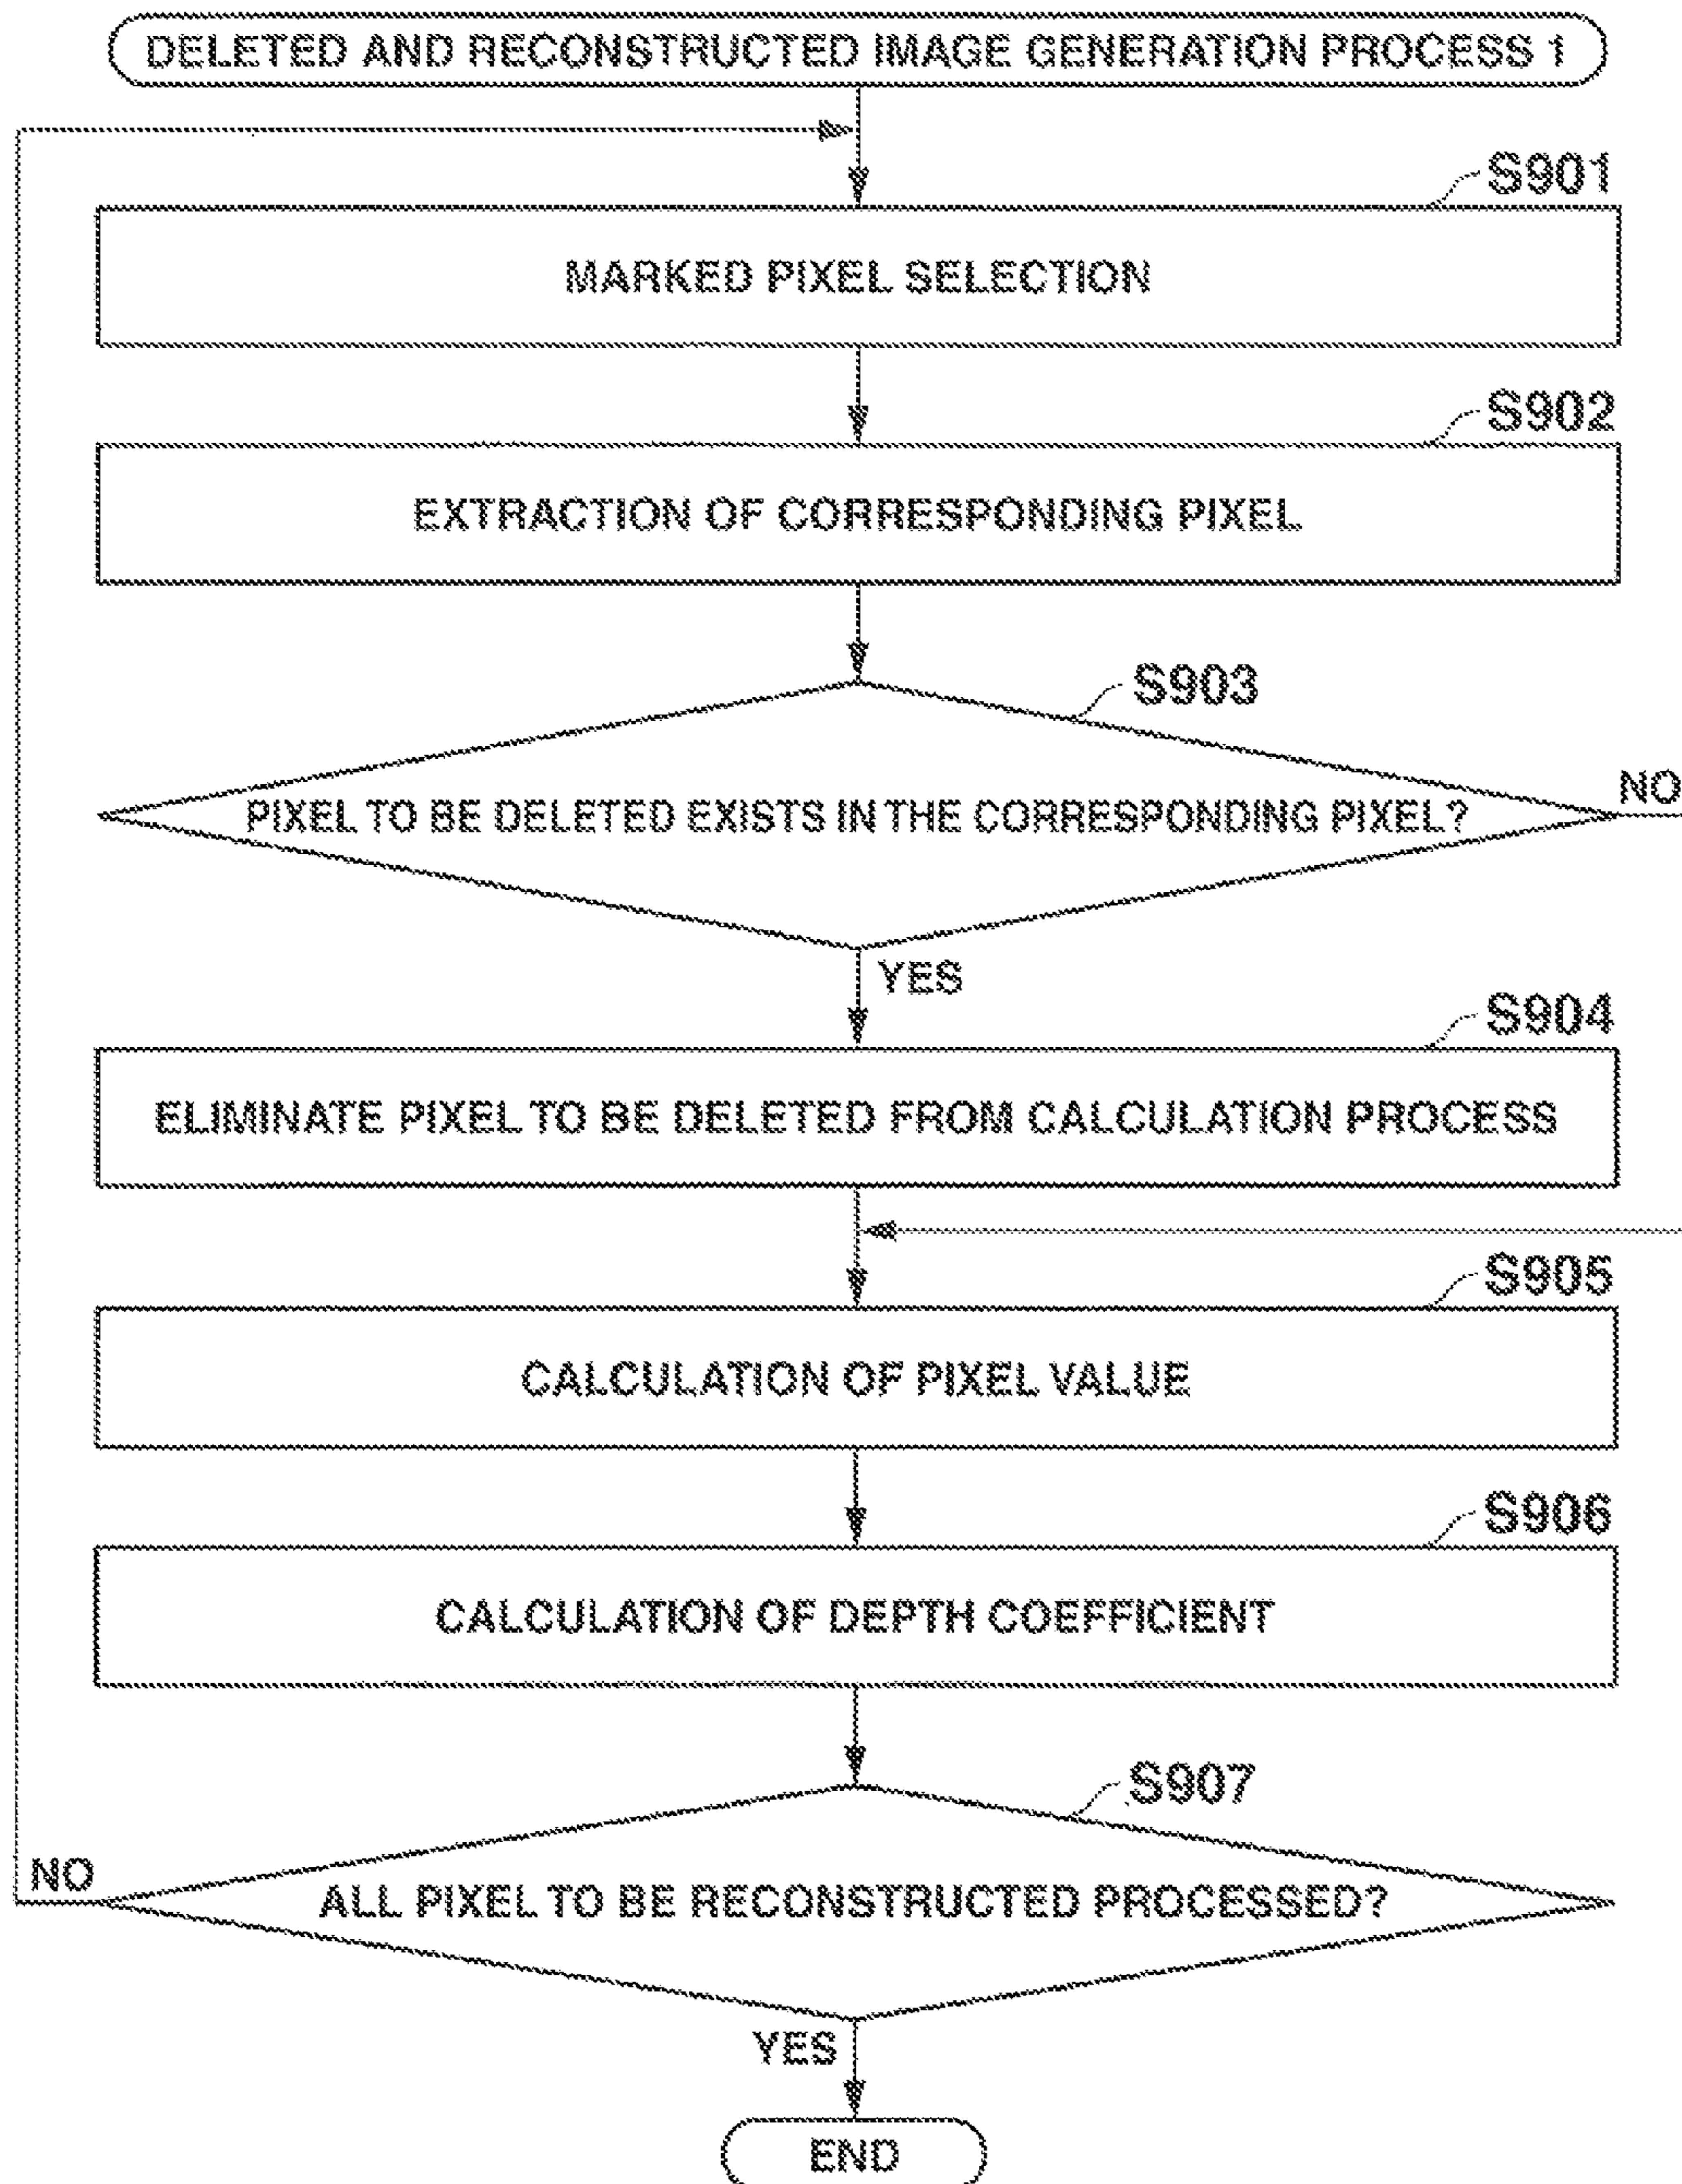 DELETED AND RECONSTRUCTED IMAGE GENERATION PROCESS 1
S901
MARKED PIXEL SELECTION
S902
EXTRACTION OF CORRESPONDING PIXEL
S903
PIXEL TO BE DELETED EXISTS IN THE CORRESPONDING PIXEL?
NO
YES
S904
ELIMINATE PIXEL TO BE DELETED FROM CALCULATION PROCESS
S905
CALCULATION OF PIXEL VALUE
S906
CALCULATION OF DEPTH COEFFICIENT
S907
NO
ALL PIXEL TO BE RECONSTRUCTED PROCESSED?
YES
END